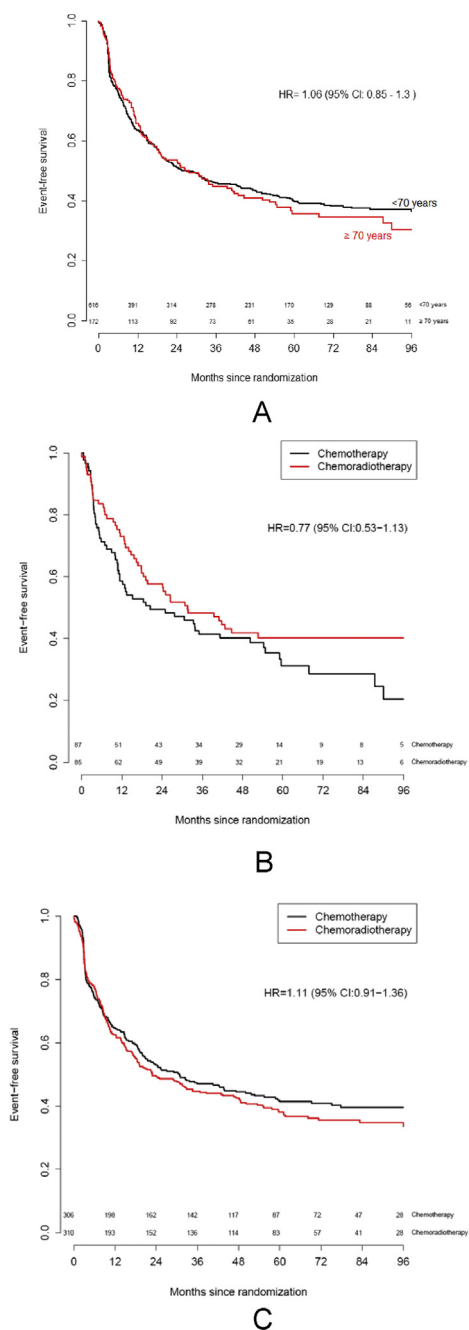 1.0
HR= 1.06 (95% CI: 0.85 - 1.3 )
0.8
0.6
Event-free survival
0.4
<70 years
≥ 70 years
0.2
616 391 314 278 231 170 129 88 56 <70 years
0.0
172 113 92 73 61 35 28 21 11 ≥ 70 years
0 12 24 36 48 60 72 84 96
Months since randomization
A
1.0
Chemotherapy
Chemoradiotherapy
0.8
HR=0.77 (95% CI:0.53−1.13)
0.6
Event−free survival
0.4
0.2
87 51 43 34 29 14 9 8 5 Chemotherapy
85 62 49 39 32 21 19 13 6 Chemoradiotherapy
0 12 24 36 48 60 72 84 96
Months since randomization
B
1.0
Chemotherapy
Chemoradiotherapy
0.8
HR=1.11 (95% CI:0.91−1.36)
0.6
Event−free survival
0.4
0.2
306 198 162 142 117 87 72 47 28 Chemotherapy
0.0
310 193 152 136 114 83 57 41 28 Chemoradiotherapy
0 12 24 36 48 60 72 84 96
Months since randomization
C